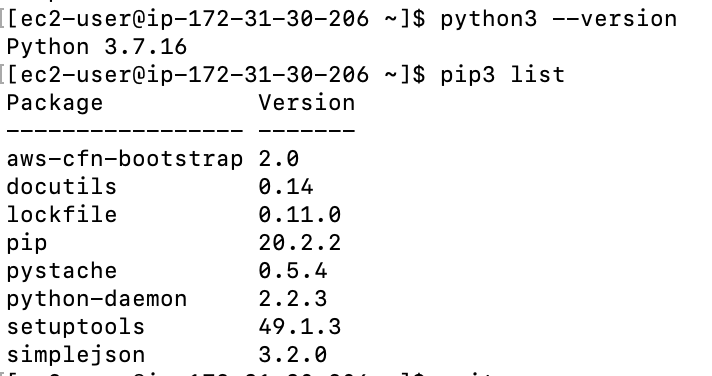 [[ec2-user@ip-172-31-30-206 ~]$ python3 --version
Python 3.7.16
[[ec2-user@ip-172-31-30-206 ~]$ pip3 list
Package           Version
----------------- -------
aws-cfn-bootstrap 2.0
docutils          0.14
lockfile          0.11.0
pip               20.2.2
pystache          0.5.4
python-daemon     2.2.3
setuptools        49.1.3
simplejson        3.2.0